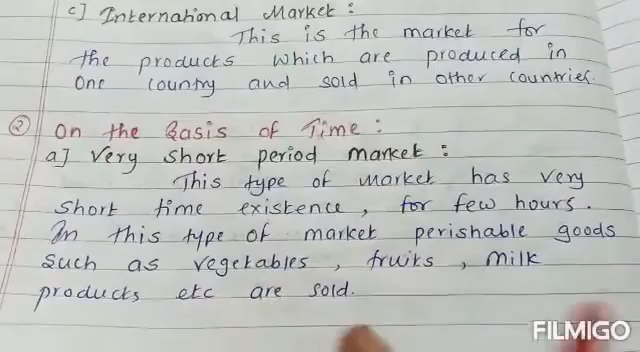 c] International Market :
This is the market for
the products which are produced in
one country and sold in other countries.
② On the Basis of Time :
a] Very short period market :
This type of market has very
short time existence, for few hours.
In this type of market perishable goods
such as vegetables, fruits, milk
products etc are sold.
FILMIGO